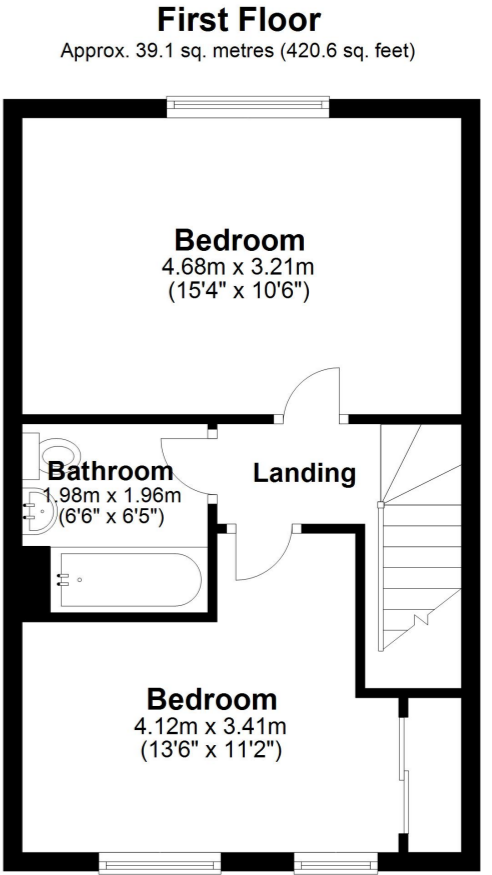 First Floor
Approx. 39.1 sq. metres (420.6 sq. feet)
Bedroom
4.68m x 3.21m
(15'4" x 10'6")
Bathroom
1.98m x 1.96m
(6'6" x 6'5")
Landing
Bedroom
4.12m x 3.41m
(13'6" x 11'2")